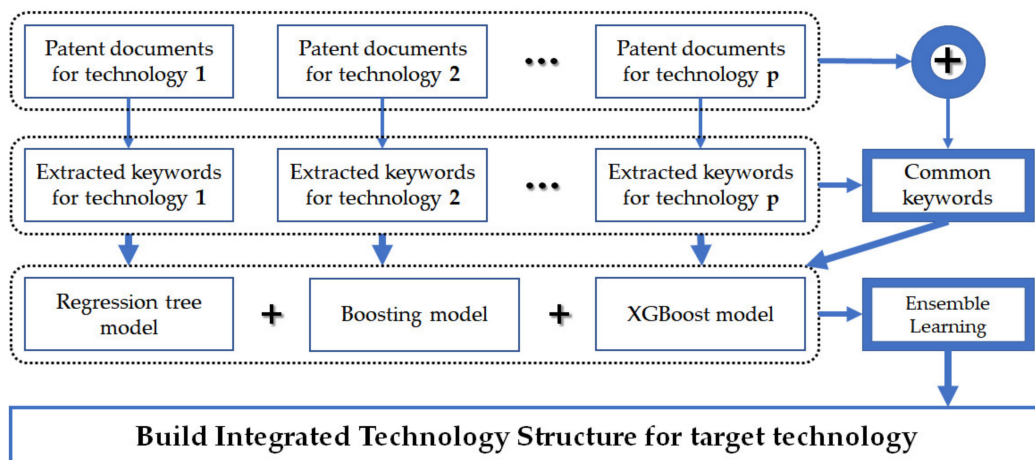 Patent documents
for technology 1
Patent documents
for technology 2
...
Patent documents
for technology p
+
Extracted keywords
for technology 1
Extracted keywords
for technology 2
...
Extracted keywords
for technology p
Common
keywords
Regression tree
model
+
Boosting model
+
XGBoost model
Ensemble
Learning
Build Integrated Technology Structure for target technology